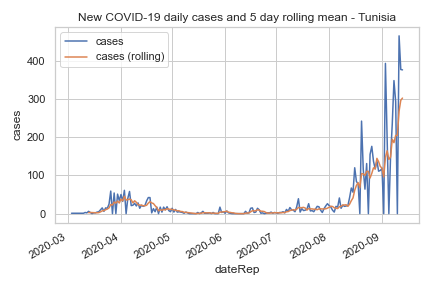 New COVID-19 daily cases and 5 day rolling mean - Tunisia
cases
cases (rolling)
400
300
200
100
0
cases
2020-03
2020-04
2020-05
2020-06
2020-07
2020-08
2020-09
dateRep